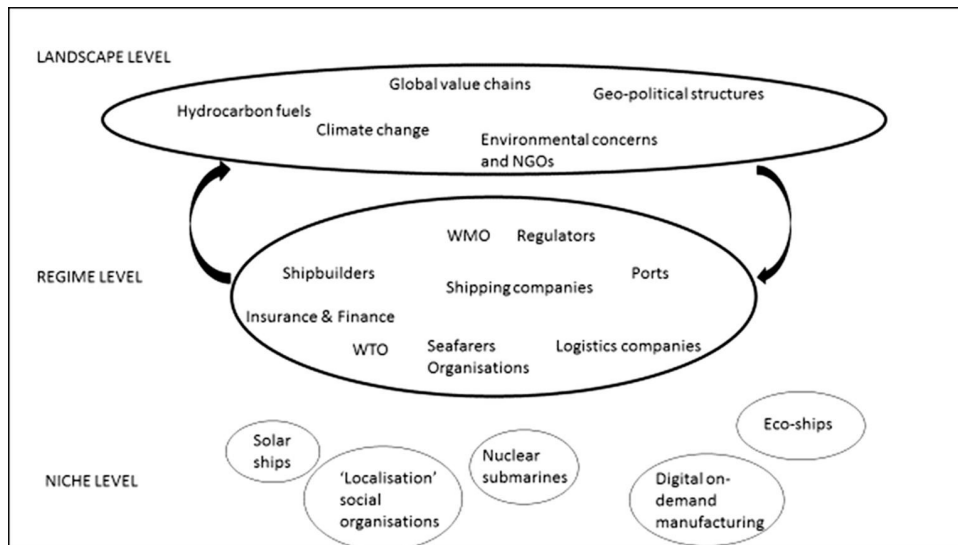 LANDSCAPE LEVEL
Global value chains
Geo-political structures
Hydrocarbon fuels
Climate change
Environmental concerns
and NGOs
WMO
Regulators
REGIME LEVEL
Shipbuilders
Ports
Shipping companies
Insurance & Finance
WTO
Seafarers
Organisations
Logistics companies
Eco-ships
Solar
ships
NICHE LEVEL
'Localisation'
social
organisations
Nuclear
submarines
Digital on-
demand
manufacturing